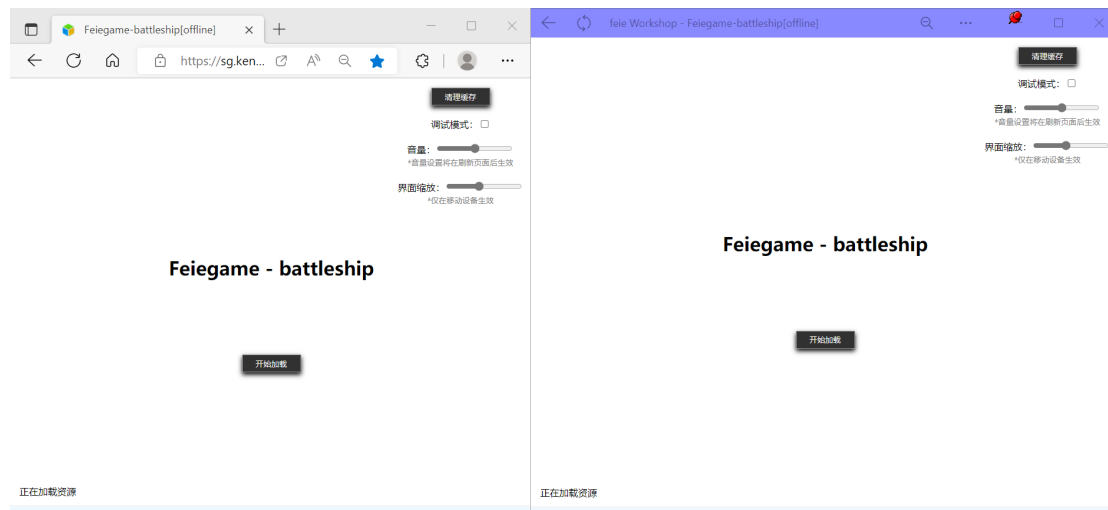 Feiegame-battleship[offline]
https://sg.ken...
清理缓存
调试模式：
音量：
*音量设置将在刷新页面后生效
界面缩放：
*仅在移动设备生效
Feiegame - battleship
开始加载
正在加载资源
feie Workshop - Feiegame-battleship[offline]
清理缓存
调试模式：
音量：
*音量设置将在刷新页面后生效
界面缩放：
*仅在移动设备生效
Feiegame - battleship
开始加载
正在加载资源